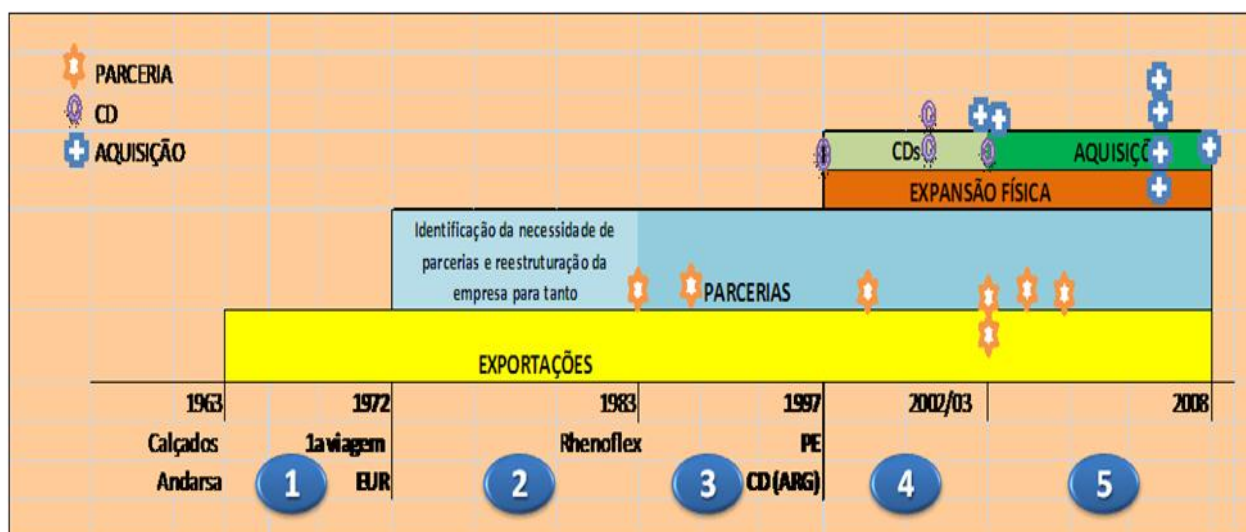 PARCERIA
CD
AQUISIÇÃO
CDs
AQUISIÇÕ
EXPANSÃO FÍSICA
Identificação da necessidade de
parcerias e reestruturação da
empresa para tanto
PARCERIAS
EXPORTAÇÕES
1963 1972 1983 1997 2002/03 2008
Calçados 1a viagem Rhenoflex PE
Andarsa EUR CD (ARG)
1 2 3 4 5